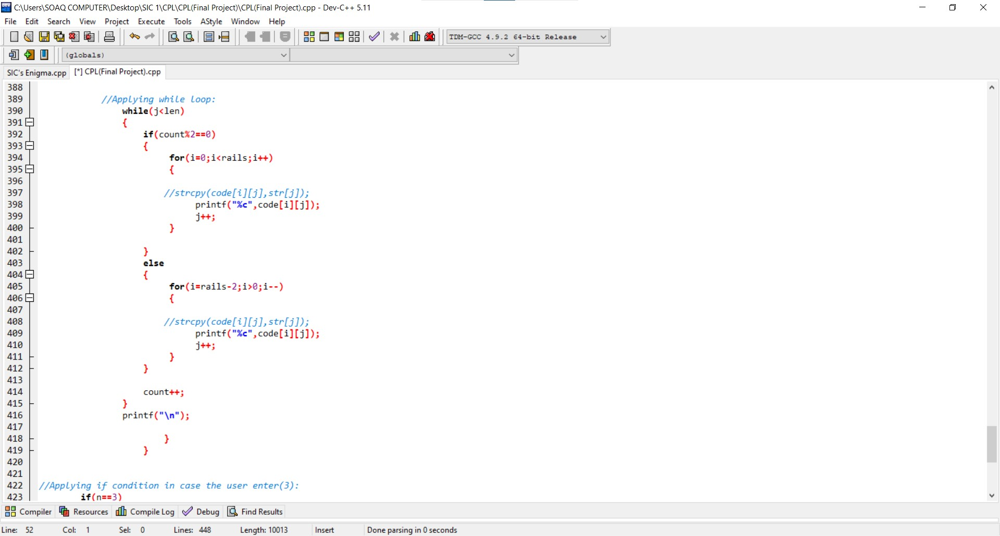 C:\Users\SOAQ COMPUTER\Desktop\SIC 1\CPL\CPL(Final Project)\CPL(Final Project).cpp - Dev-C++ 5.11
File Edit Search View Project Execute Tools AStyle Window Help
TDM-GCC 4.9.2 64-bit Release
(globals)
SIC's Enigma.cpp [*] CPL(Final Project).cpp
388
389 //Applying while loop:
390 while(j<len)
391 {
392 if(count%2==0)
393 {
394 for(i=0;i<rails;i++)
395 {
396
397 //strcpy(code[i][j],str[j]);
398 printf("%c",code[i][j]);
399 j++;
400 }
401
402 }
403 else
404 {
405 for(i=rails-2;i>0;i--)
406 {
407
408 //strcpy(code[i][j],str[j]);
409 printf("%c",code[i][j]);
410 j++;
411 }
412 }
413
414 count++;
415 }
416 printf("\n");
417
418 }
419 }
420
421
422 //Applying if condition in case the user enter(3):
423 if(n==3)
Compiler Resources Compile Log Debug Find Results
Line: 52 Col: 1 Sel: 0 Lines: 448 Length: 10013 Insert Done parsing in 0 seconds